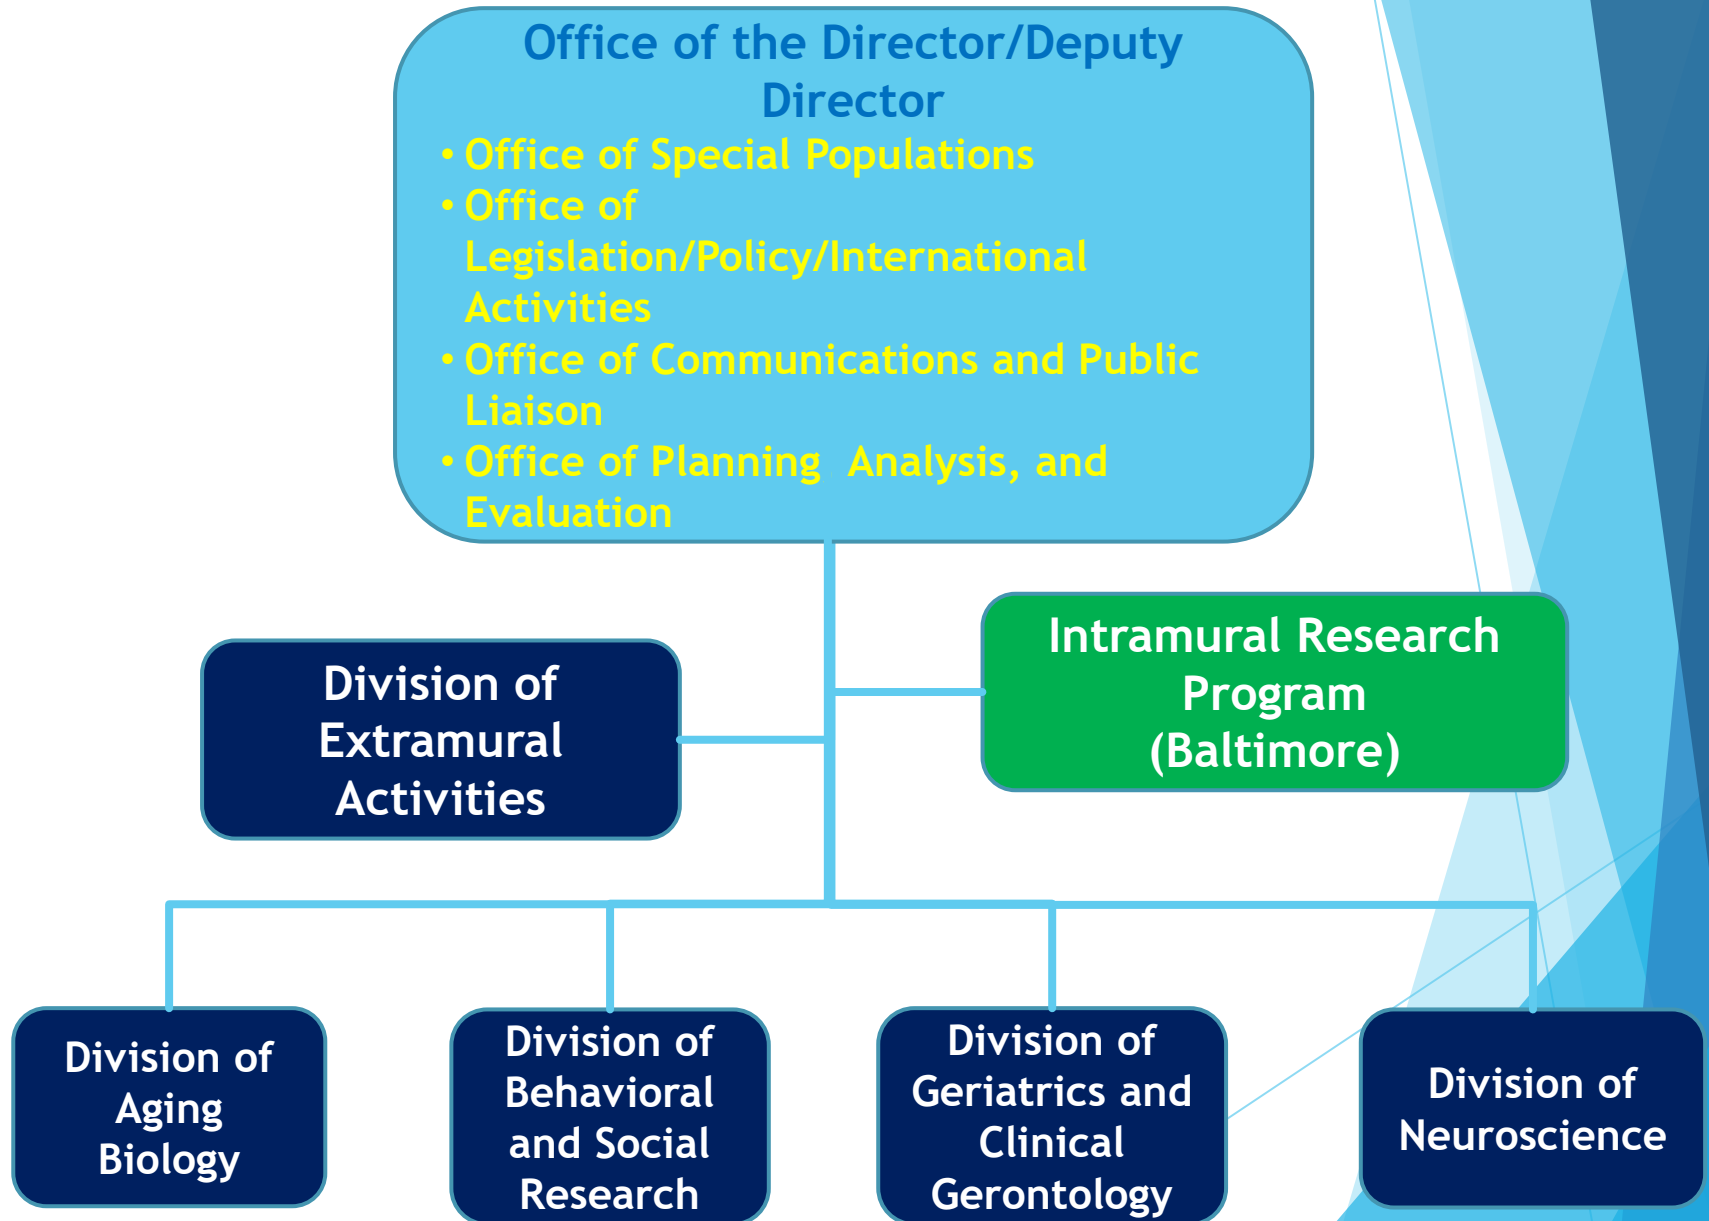 Office of the Director/Deputy
Director
• Office of Special Populations
• Office of
Legislation/Policy/International
Activities
• Office of Communications and Public
Liaison
• Office of Planning  Analysis, and
Evaluation
Intramural Research
Program
(Baltimore)
Division of
Extramural
Activities
Division of
Aging
Biology
Division of
Behavioral
and Social
Research
Division of
Geriatrics and
Clinical
Gerontology
Division of
Neuroscience